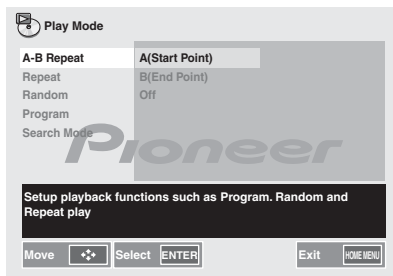 Play Mode
A-B Repeat A(Start Point)
Repeat B(End Point)
Random Off
Program
Search Mode
Pioneer
Setup playback functions such as Program. Random and
Repeat play
Move Select ENTER Exit HOME MENU